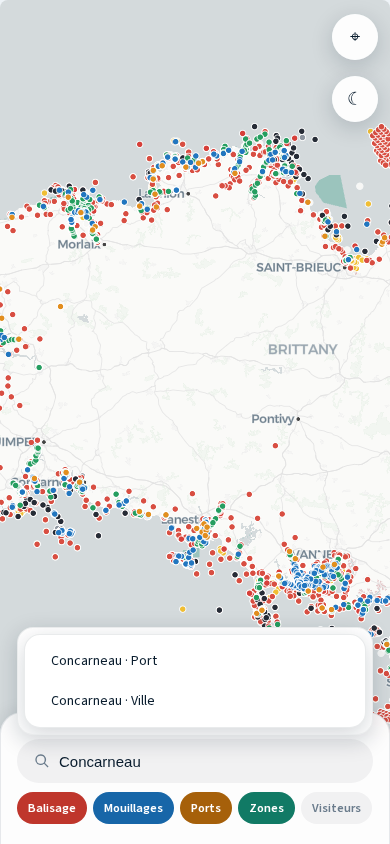 Morlaix
SAINT-BRIEUC
BRITTANY
Pontivy
Concarneau · Port
Concarneau · Ville
Concarneau
Balisage
Mouillages
Ports
Zones
Visiteurs